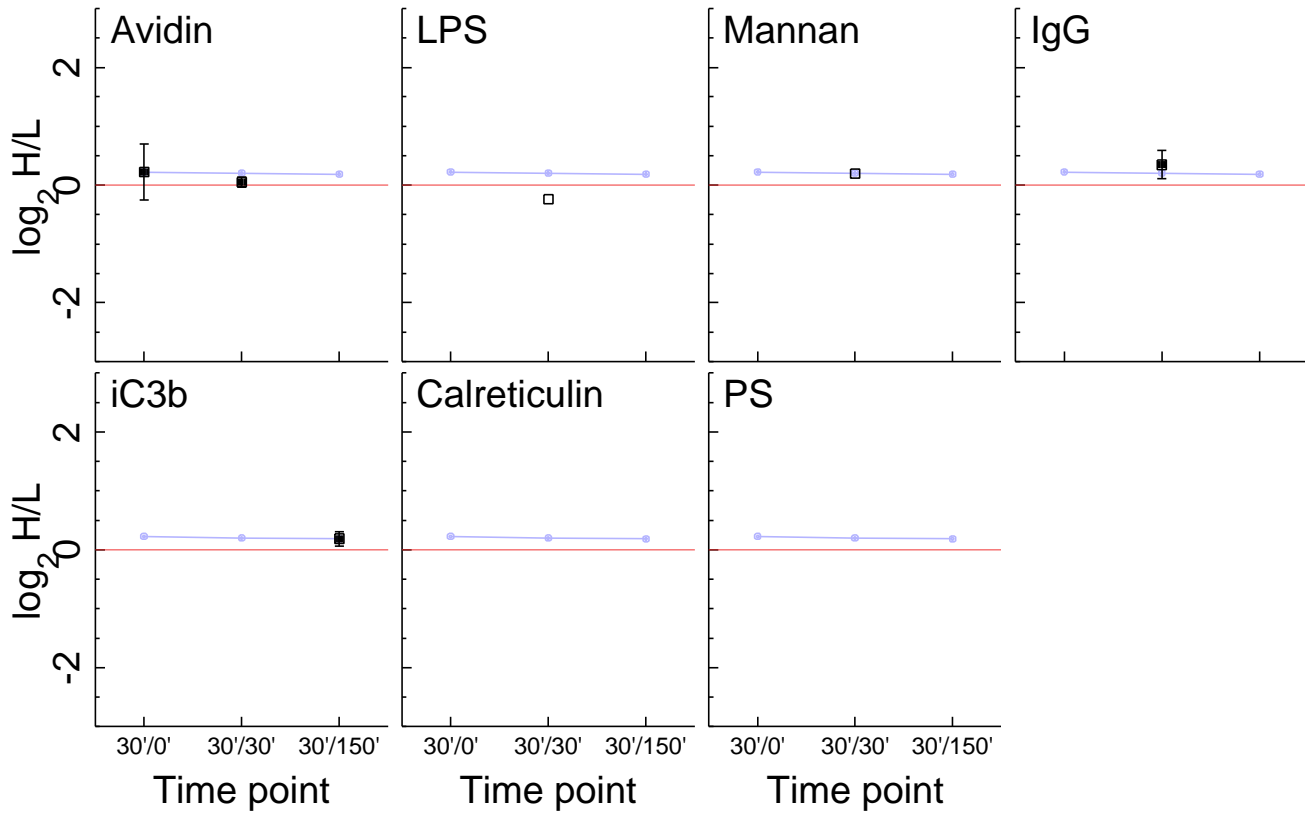 Avidin
LPS
Mannan
IgG
log2 H/L
2
0
-2
iC3b
Calreticulin
PS
log2 H/L
2
0
-2
30'/0' 30'/30' 30'/150'
30'/0' 30'/30' 30'/150'
30'/0' 30'/30' 30'/150'
Time point
Time point
Time point